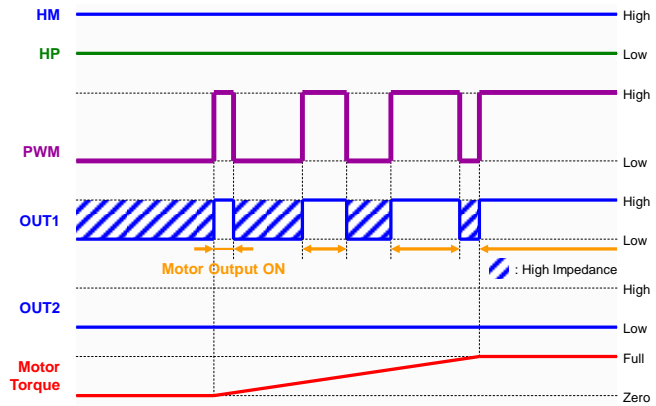 HM
High
HP
Low
High
PWM
Low
High
OUT1
Low
Motor Output ON
: High Impedance
High
OUT2
Low
Full
Motor
Torque
Zero